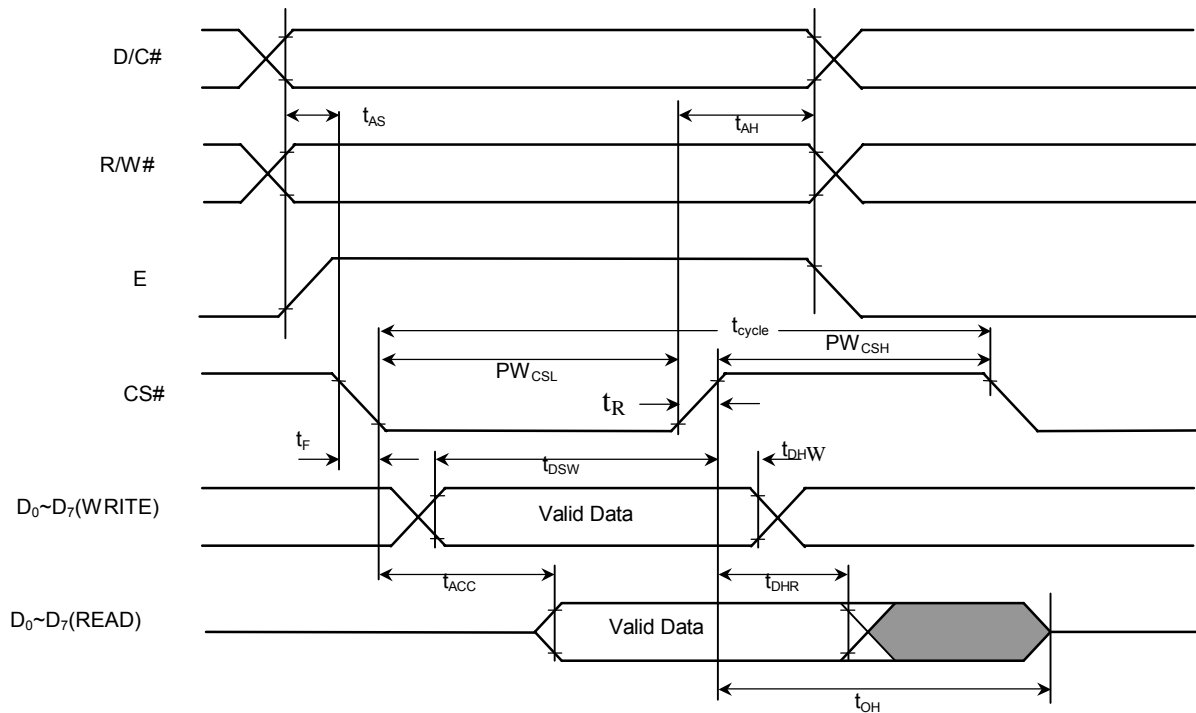 D/C#
tAS
tAH
R/W#
E
tcycle
PWCSL
PWCSH
CS#
tR
tF
tDSW
tDHW
D0~D7(WRITE)
Valid Data
tACC
tDHR
D0~D7(READ)
Valid Data
tOH